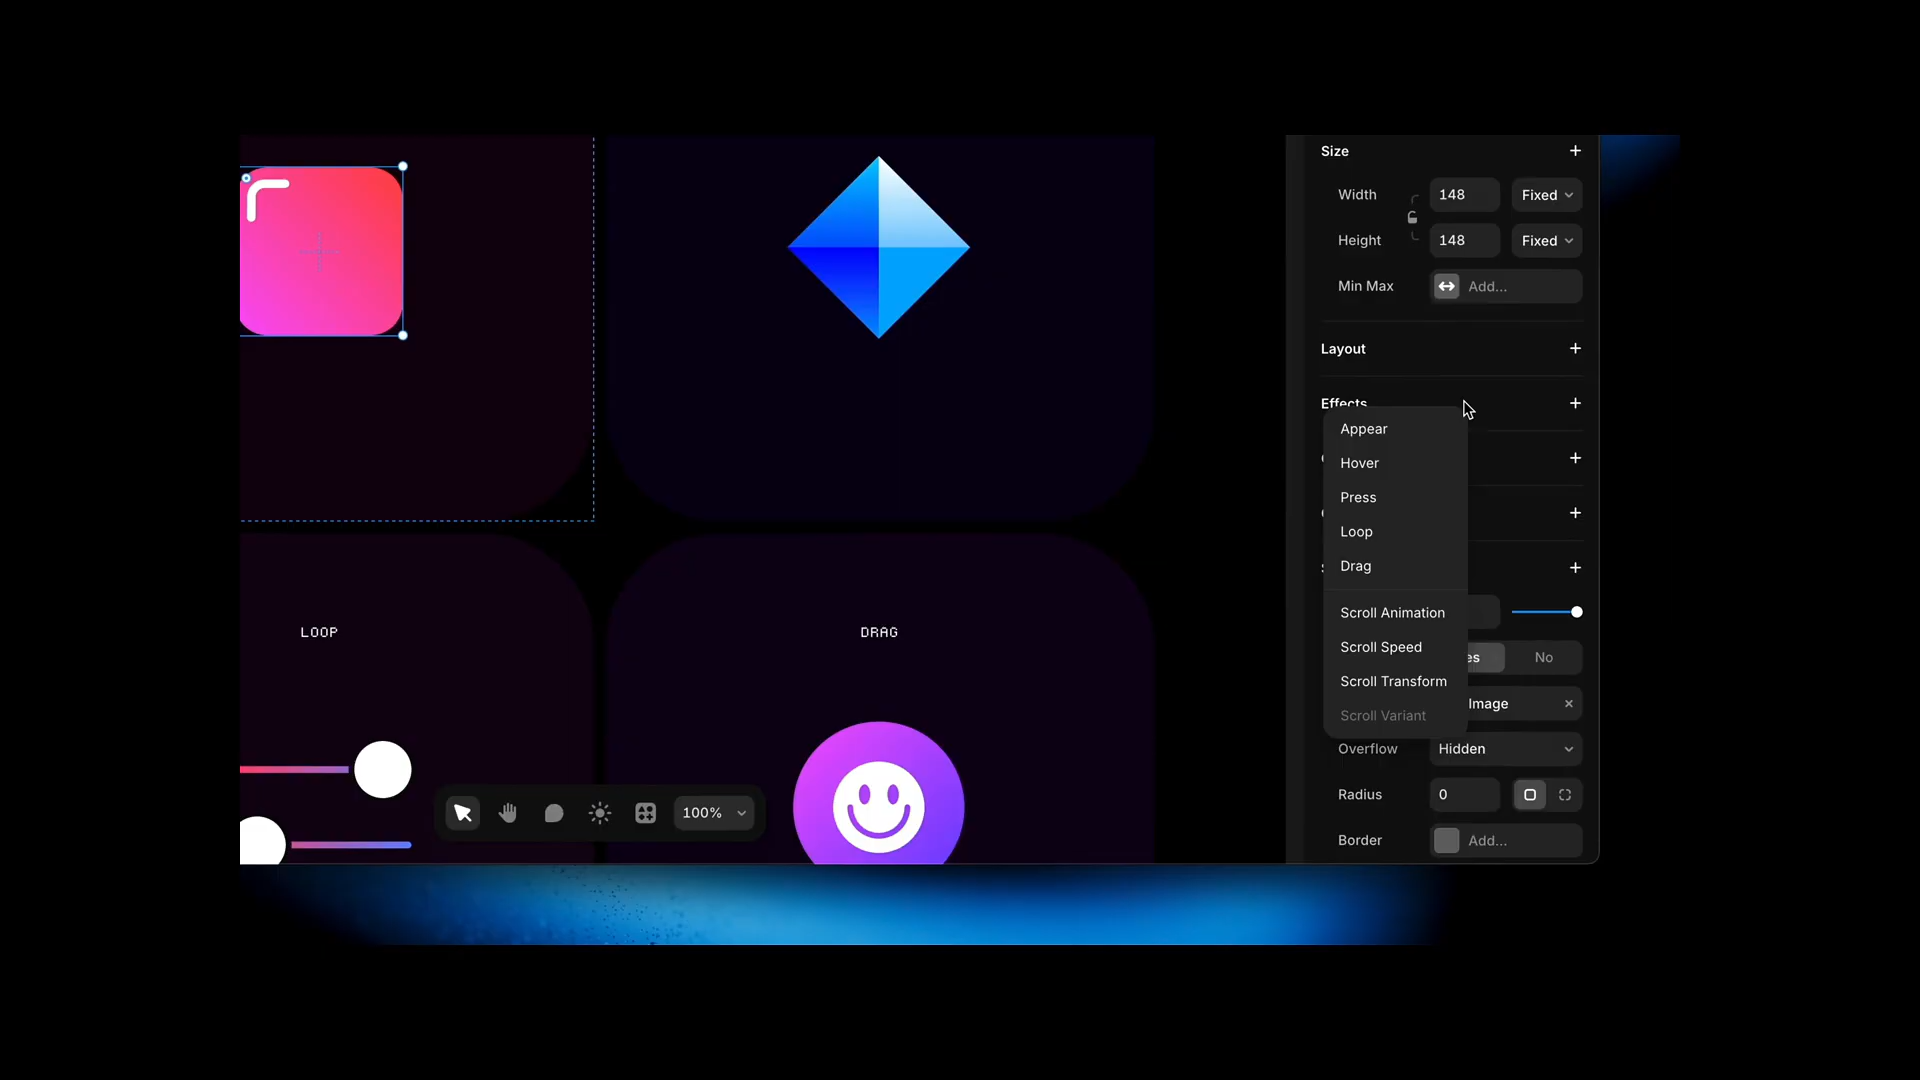 Size
Width 148 Fixed
Height 148 Fixed
Min Max Add...
Layout
Effects
Appear
Hover
Press
Loop
Drag
Scroll Animation
Scroll Speed
Scroll Transform
Scroll Variant
No
Image
Overflow Hidden
Radius 0
Border Add...
LOOP
DRAG
100%